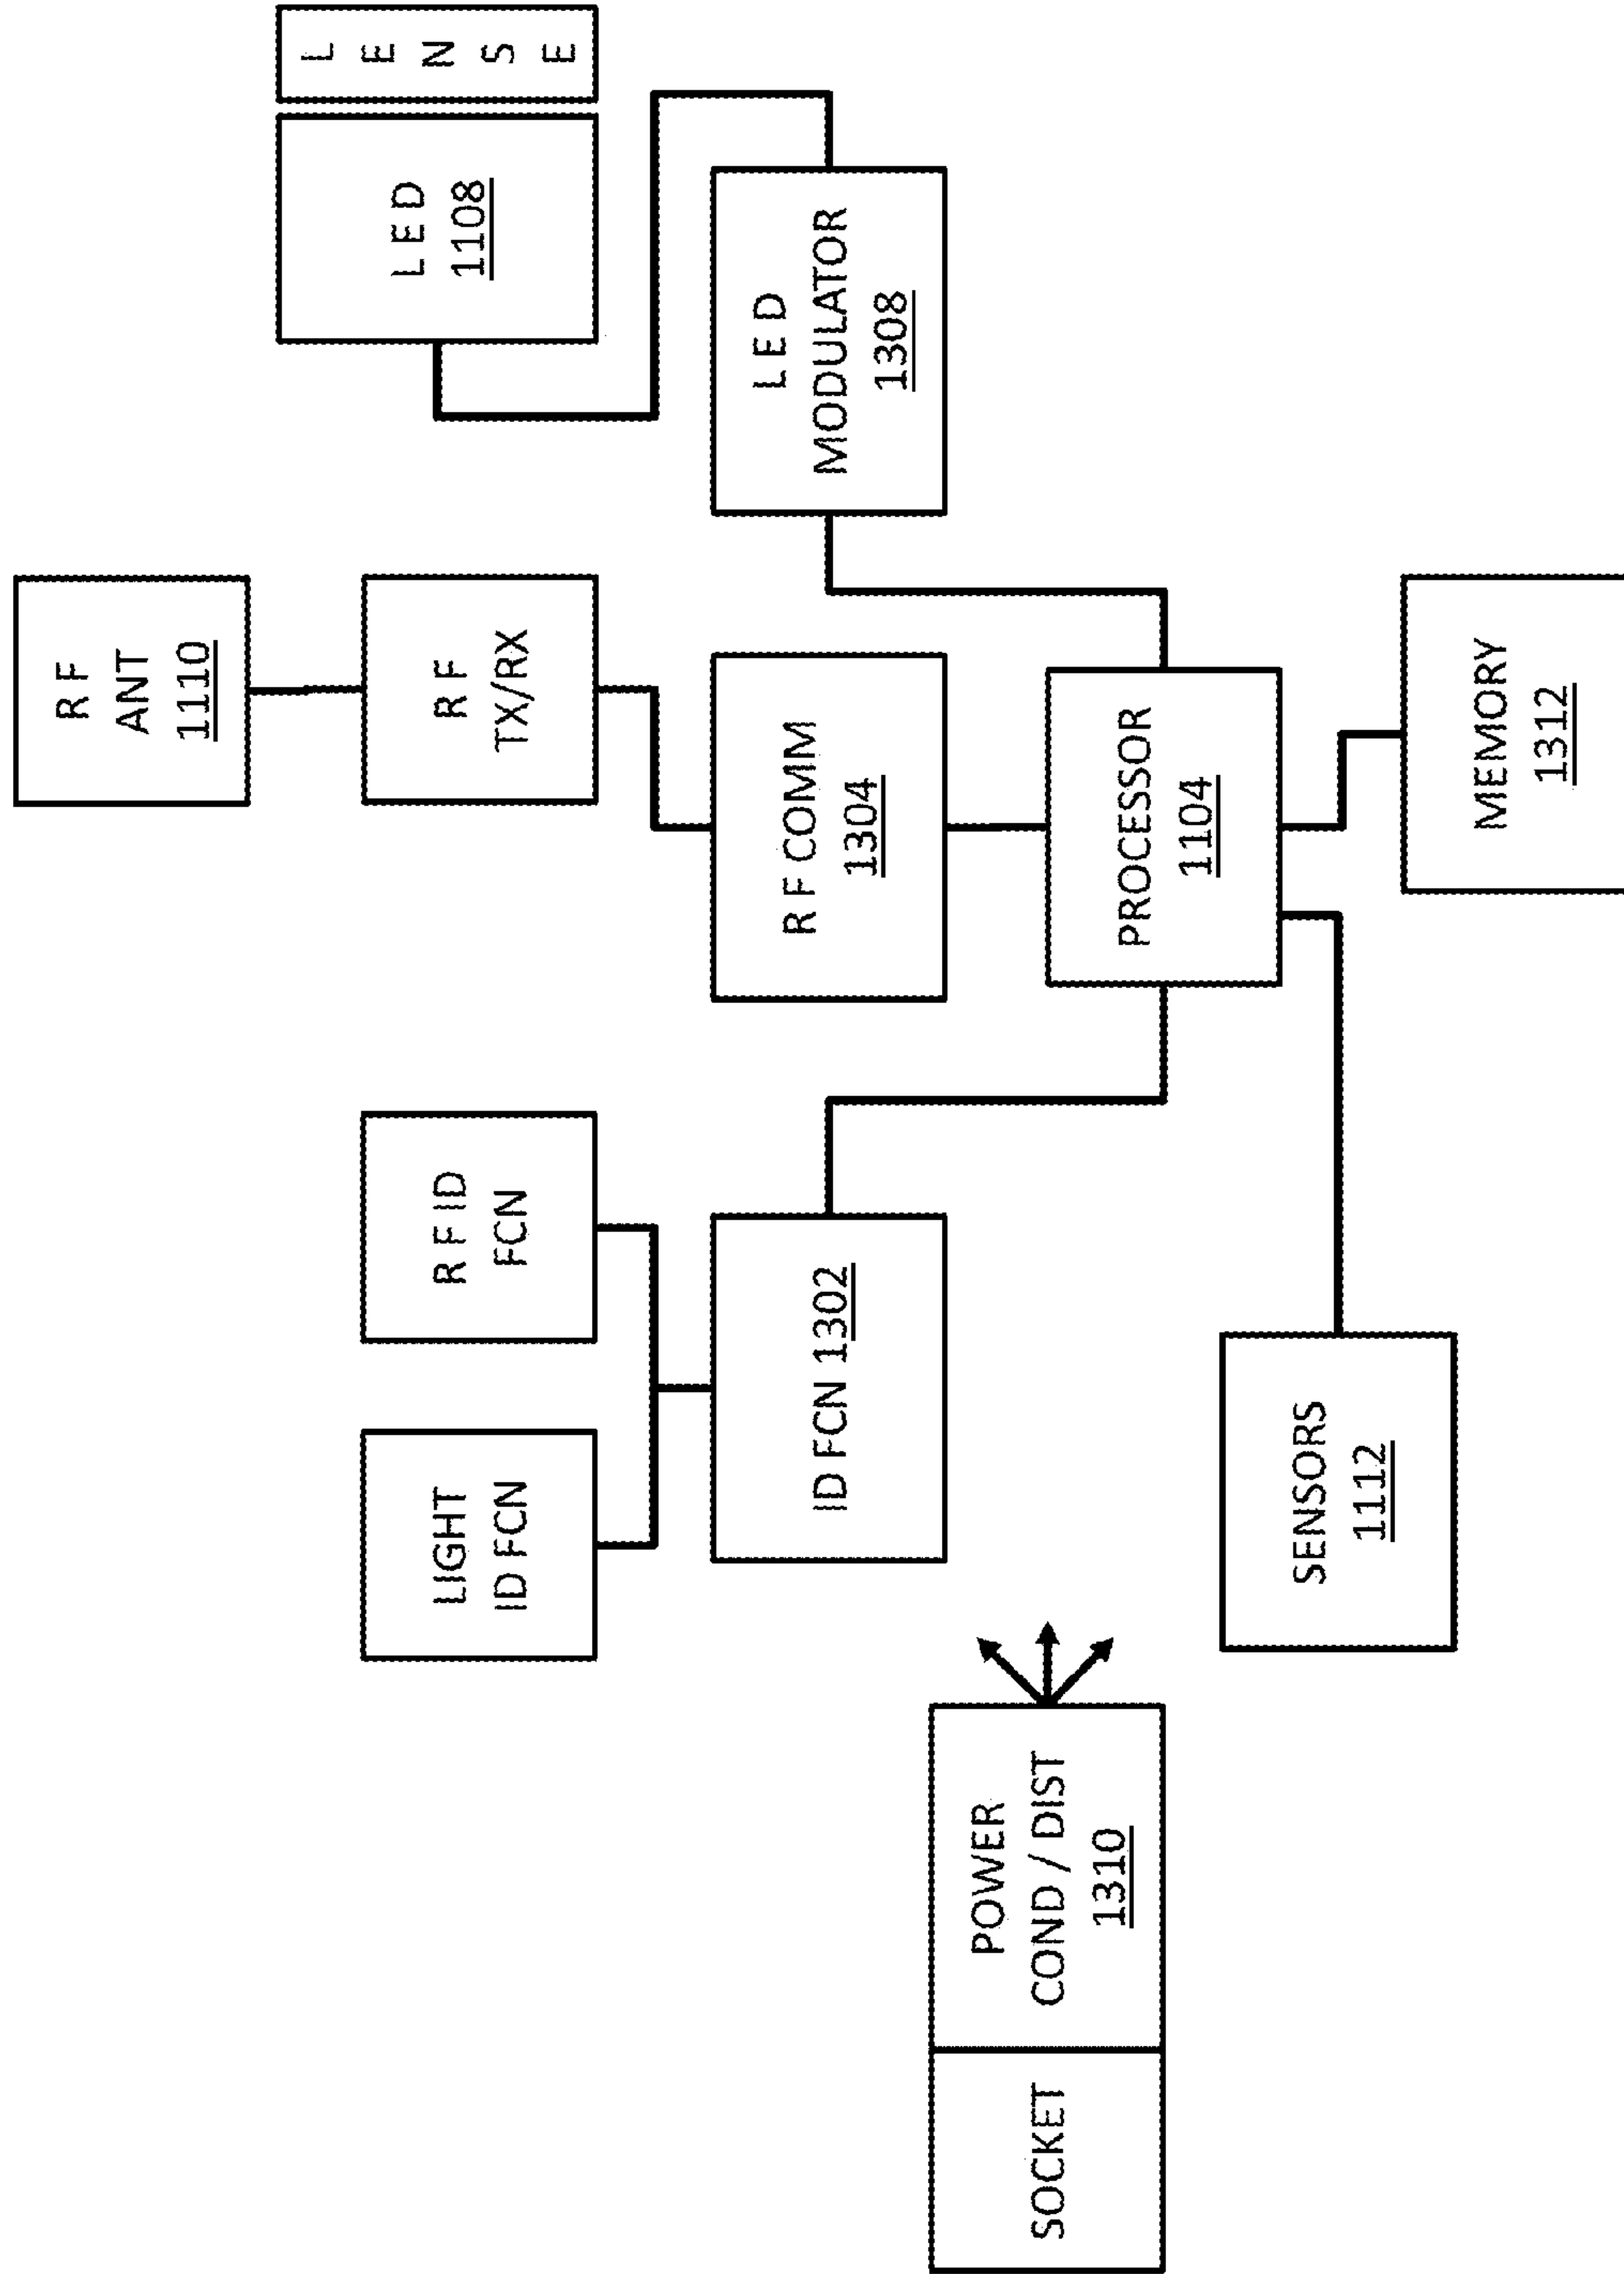 R F
ANT
1110
R F
TX/RX
R F COMM
1304
PROCESSOR
1104
MEMORY
1312
L E D
1108
L
E
N
S
E
L E D
MODULATOR
1308
LIGHT
ID FCN
R F ID
FCN
ID FCN 1302
SENSORS
1112
SOCKET
POWER
COND / DIST
1310